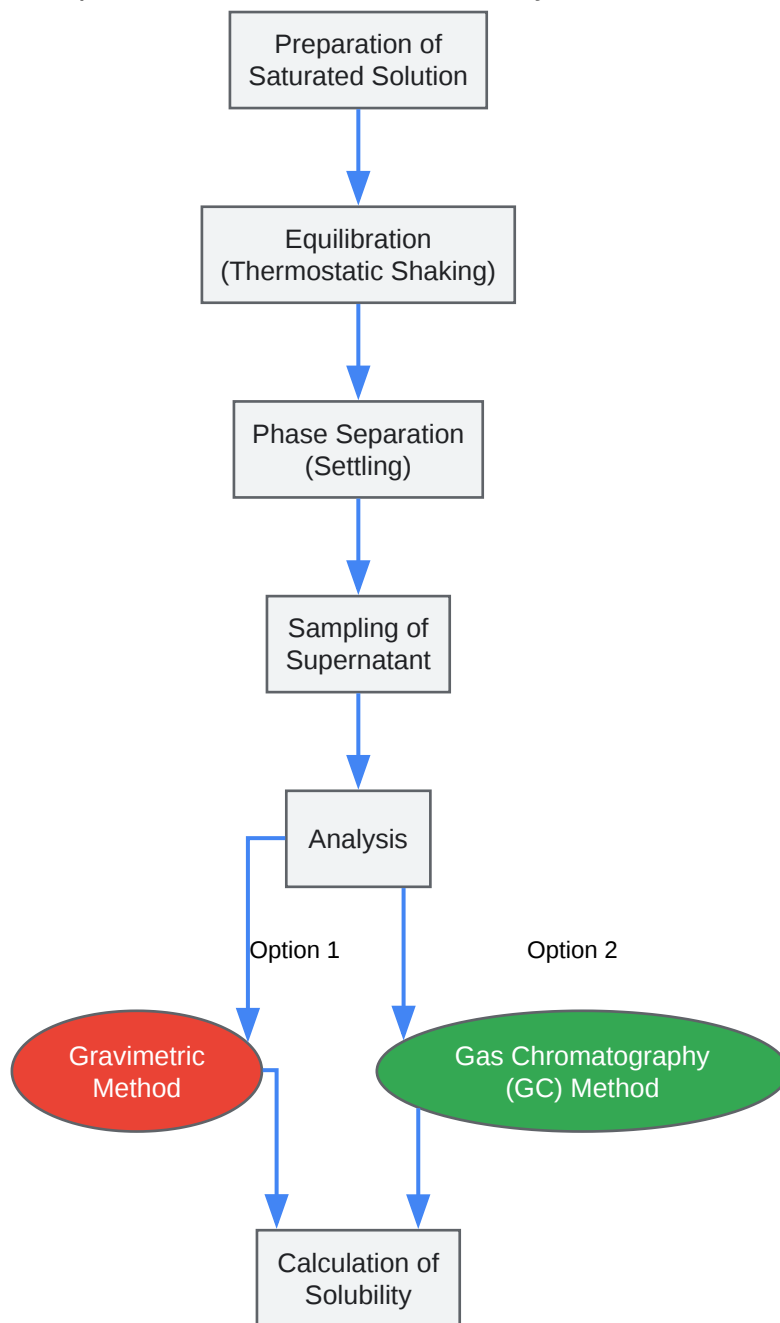 Preparation of
Saturated Solution
Equilibration
(Thermostatic Shaking)
Phase Separation
(Settling)
Sampling of
Supernatant
Analysis
Option 1
Option 2
Gravimetric
Method
Gas Chromatography
(GC) Method
Calculation of
Solubility